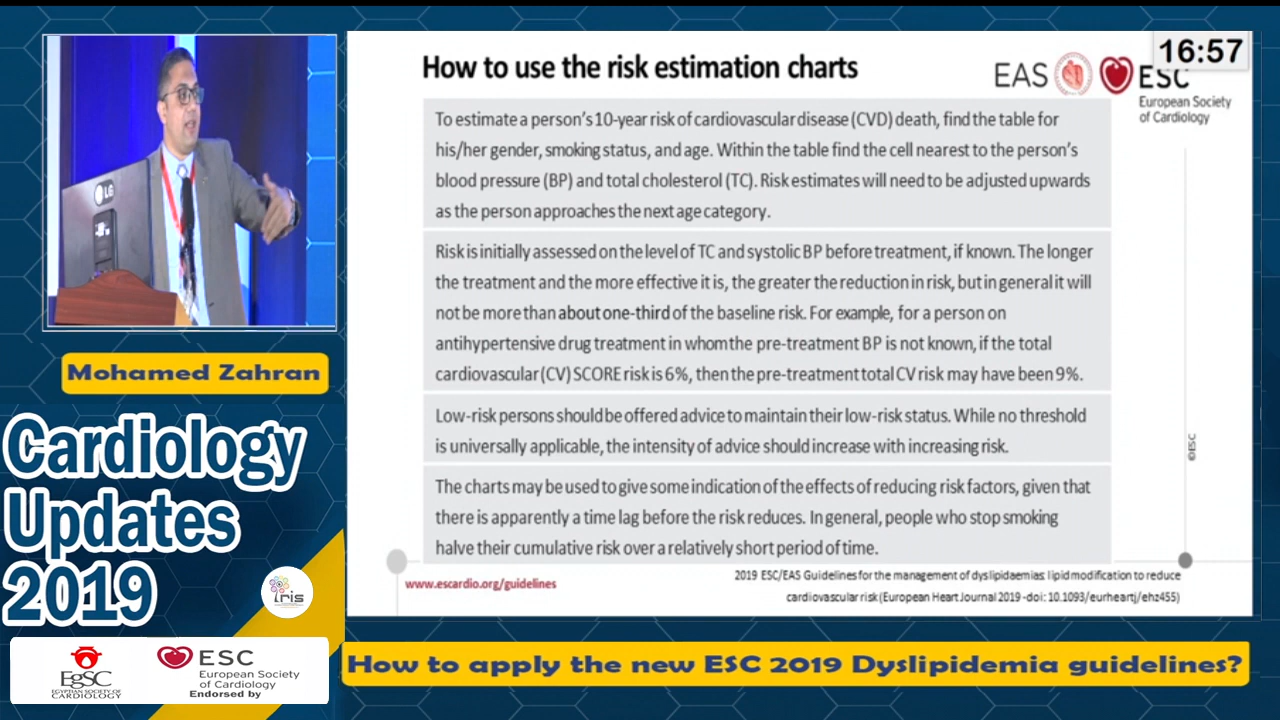 How to use the risk estimation charts
EAS
16:57
ESC
European Society
of Cardiology
To estimate a person's 10-year risk of cardiovascular disease (CVD) death, find the table for
his/her gender, smoking status, and age. Within the table find the cell nearest to the person's
blood pressure (BP) and total cholesterol (TC). Risk estimates will need to be adjusted upwards
as the person approaches the next age category.
Risk is initially assessed on the level of TC and systolic BP before treatment, if known. The longer
the treatment and the more effective it is, the greater the reduction in risk, but in general it will
not be more than about one-third of the baseline risk. For example, for a person on
antihypertensive drug treatment in whom the pre-treatment BP is not known, if the total
cardiovascular (CV) SCORE risk is 6%, then the pre-treatment total CV risk may have been 9%.
Low-risk persons should be offered advice to maintain their low-risk status. While no threshold
is universally applicable, the intensity of advice should increase with increasing risk.
The charts may be used to give some indication of the effects of reducing risk factors, given that
there is apparently a time lag before the risk reduces. In general, people who stop smoking
halve their cumulative risk over a relatively short period of time.
©ESC
www.escardio.org/guidelines
2019 ESC/EAS Guidelines for the management of dyslipidaemias: lipid modification to reduce
cardiovascular risk (European Heart Journal 2019 -doi: 10.1093/eurheartj/ehz455)
LG
Mohamed Zahran
Cardiology
Updates
2019
iris
EgSC
EGYPTIAN SOCIETY OF
CARDIOLOGY
ESC
European Society
of Cardiology
Endorsed by
How to apply the new ESC 2019 Dyslipidemia guidelines?